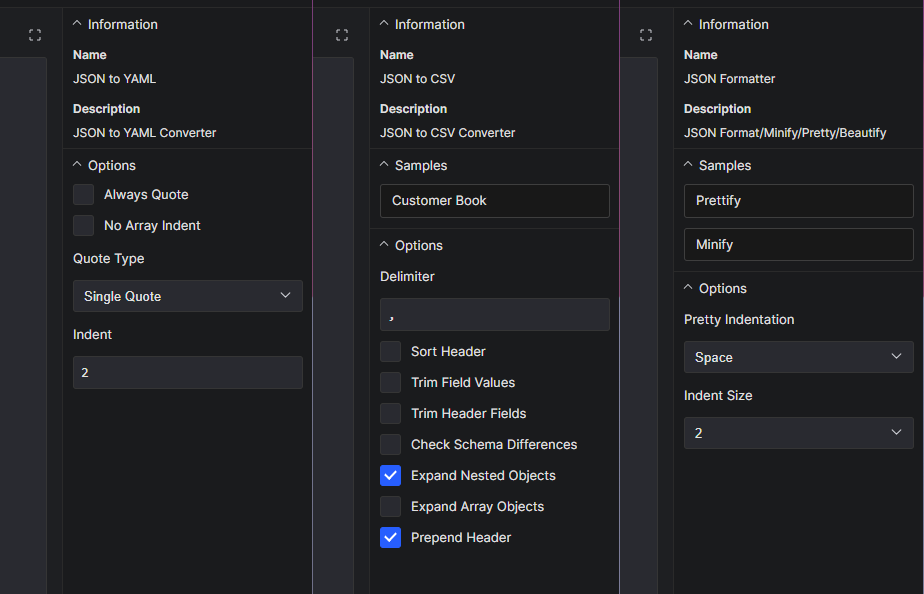 Information
Name
JSON to YAML
Description
JSON to YAML Converter
Options
Always Quote
No Array Indent
Quote Type
Single Quote
Indent
2
Information
Name
JSON to CSV
Description
JSON to CSV Converter
Samples
Customer Book
Options
Delimiter
,
Sort Header
Trim Field Values
Trim Header Fields
Check Schema Differences
Expand Nested Objects
Expand Array Objects
Prepend Header
Information
Name
JSON Formatter
Description
JSON Format/Minify/Pretty/Beautify
Samples
Prettify
Minify
Options
Pretty Indentation
Space
Indent Size
2